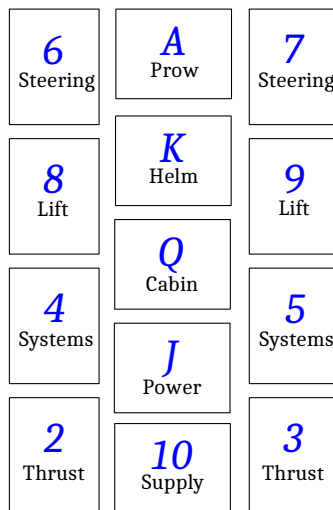 6
Steering
A
Prow
7
Steering
K
Helm
8
Lift
9
Lift
Q
Cabin
4
Systems
5
Systems
J
Power
2
Thrust
10
Supply
3
Thrust